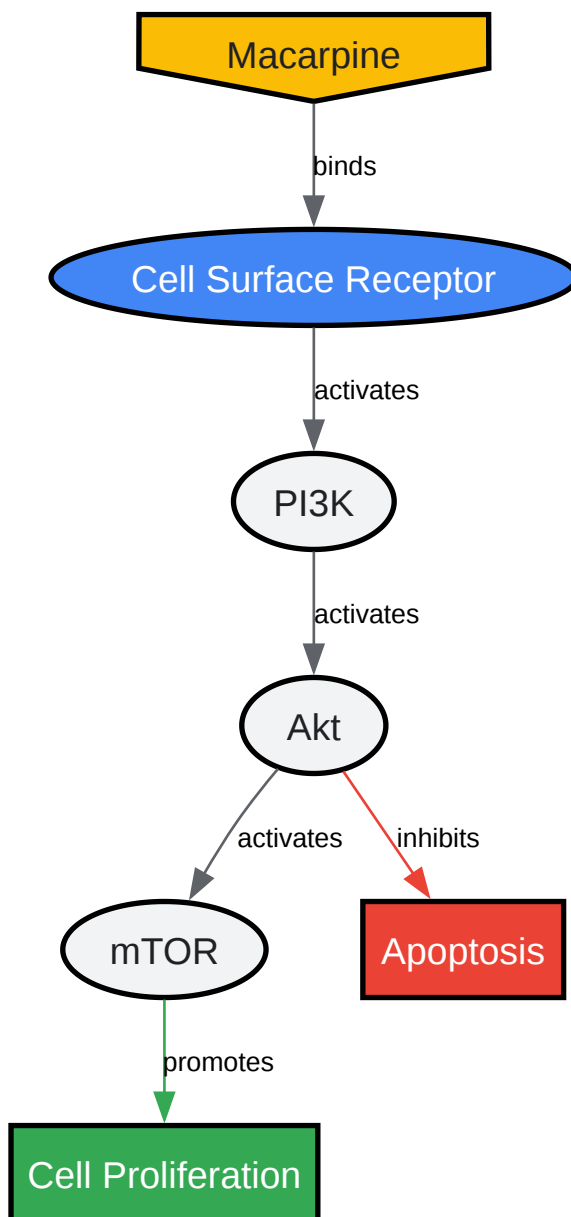 Macarpine
binds
Cell Surface Receptor
activates
PI3K
activates
Akt
activates
inhibits
mTOR
Apoptosis
promotes
Cell Proliferation